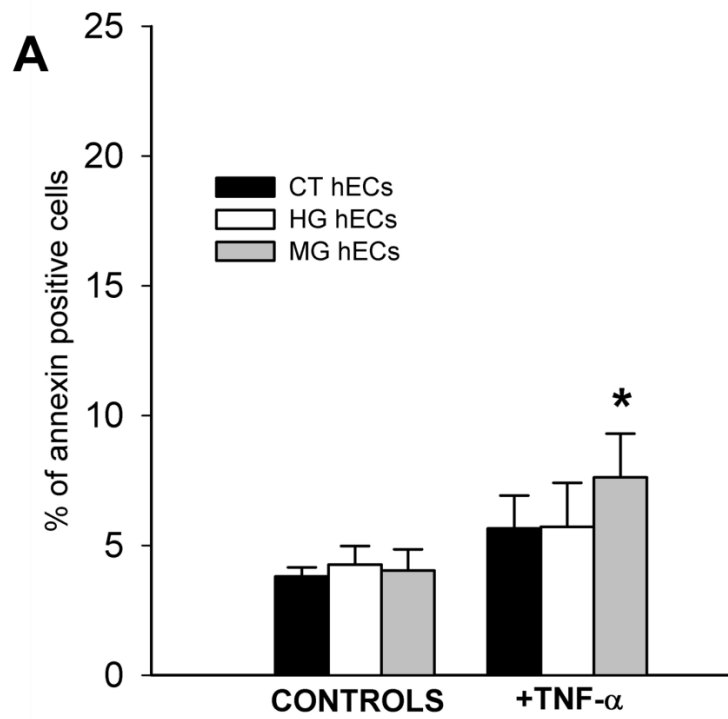 A
% of annexin positive cells
25
20
15
10
5
0
CT hECs
HG hECs
MG hECs
*
CONTROLS
+TNF-α